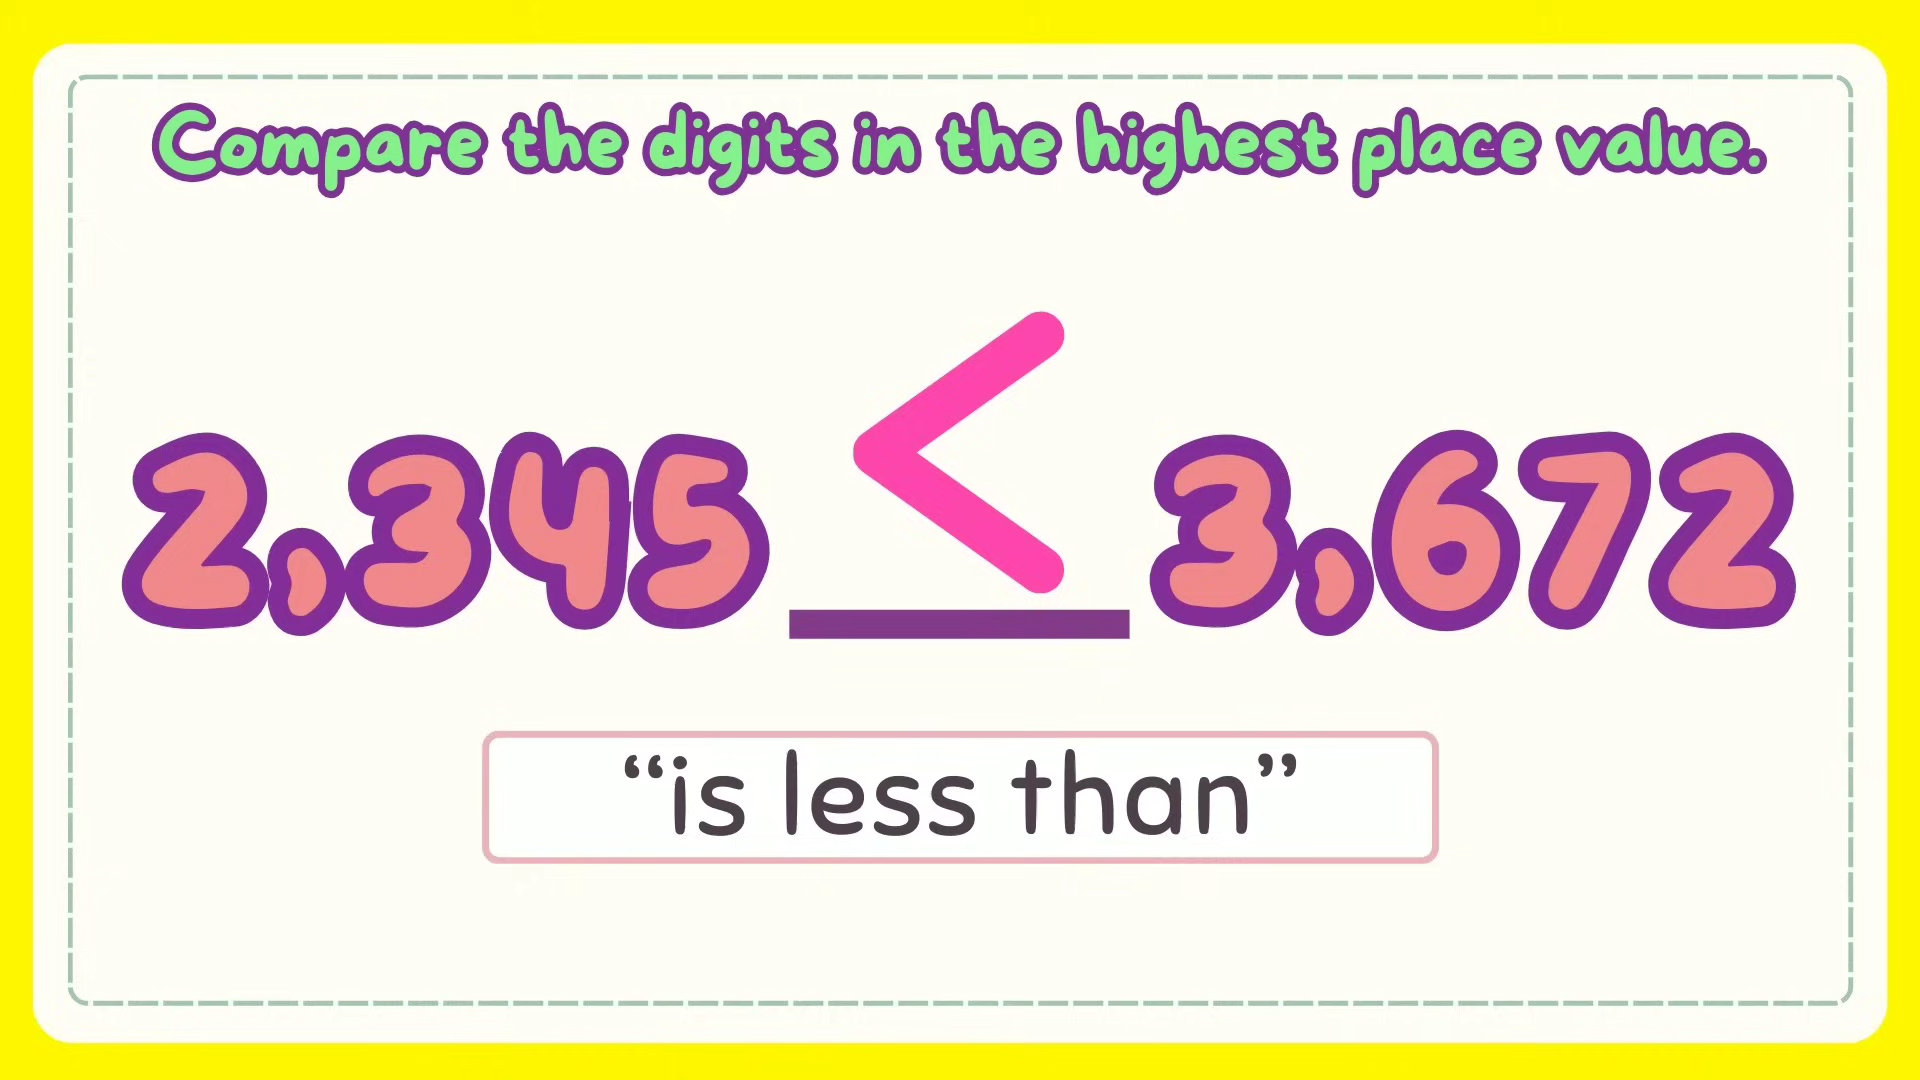 Compare the digits in the highest place value.
2,345 < 3,672
“is less than”